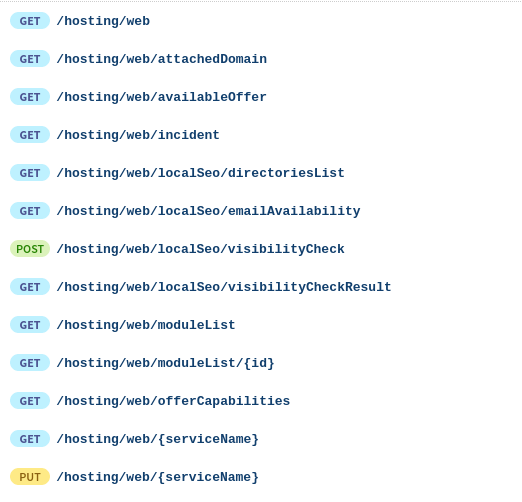 GET /hosting/web
GET /hosting/web/attachedDomain
GET /hosting/web/availableOffer
GET /hosting/web/incident
GET /hosting/web/localSeo/directoriesList
GET /hosting/web/localSeo/emailAvailability
POST /hosting/web/localSeo/visibilityCheck
GET /hosting/web/localSeo/visibilityCheckResult
GET /hosting/web/moduleList
GET /hosting/web/moduleList/{id}
GET /hosting/web/offerCapabilities
GET /hosting/web/{serviceName}
PUT /hosting/web/{serviceName}